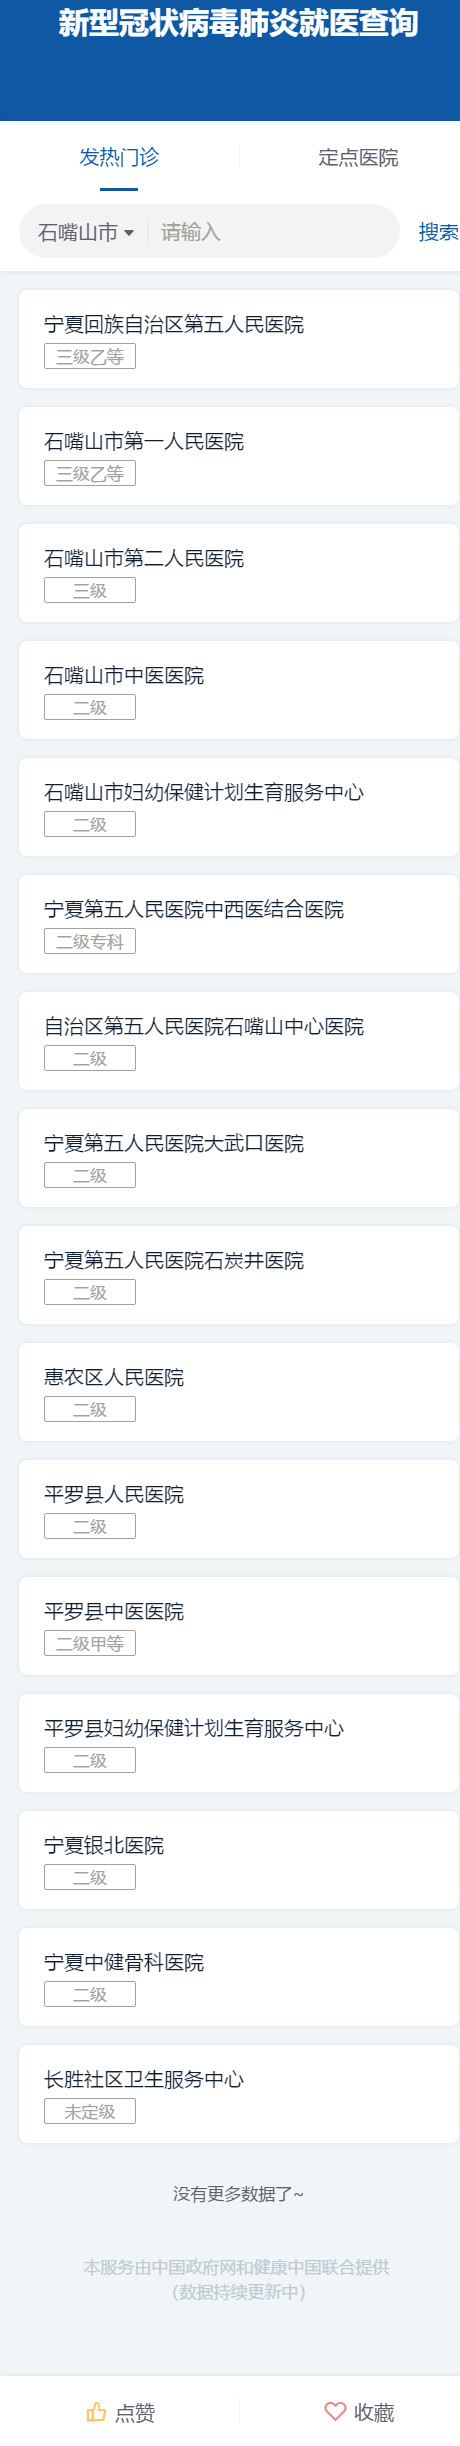 新型冠状病毒肺炎就医查询
发热门诊 定点医院
石嘴山市 请输入 搜索
宁夏回族自治区第五人民医院
三级乙等
石嘴山市第一人民医院
三级乙等
石嘴山市第二人民医院
三级
石嘴山市中医医院
二级
石嘴山市妇幼保健计划生育服务中心
二级
宁夏第五人民医院中西医结合医院
二级专科
自治区第五人民医院石嘴山中心医院
二级
宁夏第五人民医院大武口医院
二级
宁夏第五人民医院石炭井医院
二级
惠农区人民医院
二级
平罗县人民医院
二级
平罗县中医医院
二级甲等
平罗县妇幼保健计划生育服务中心
二级
宁夏银北医院
二级
宁夏中健骨科医院
二级
长胜社区卫生服务中心
未定级
没有更多数据了~
本服务由中国政府网和健康中国联合提供
（数据持续更新中）
点赞 收藏